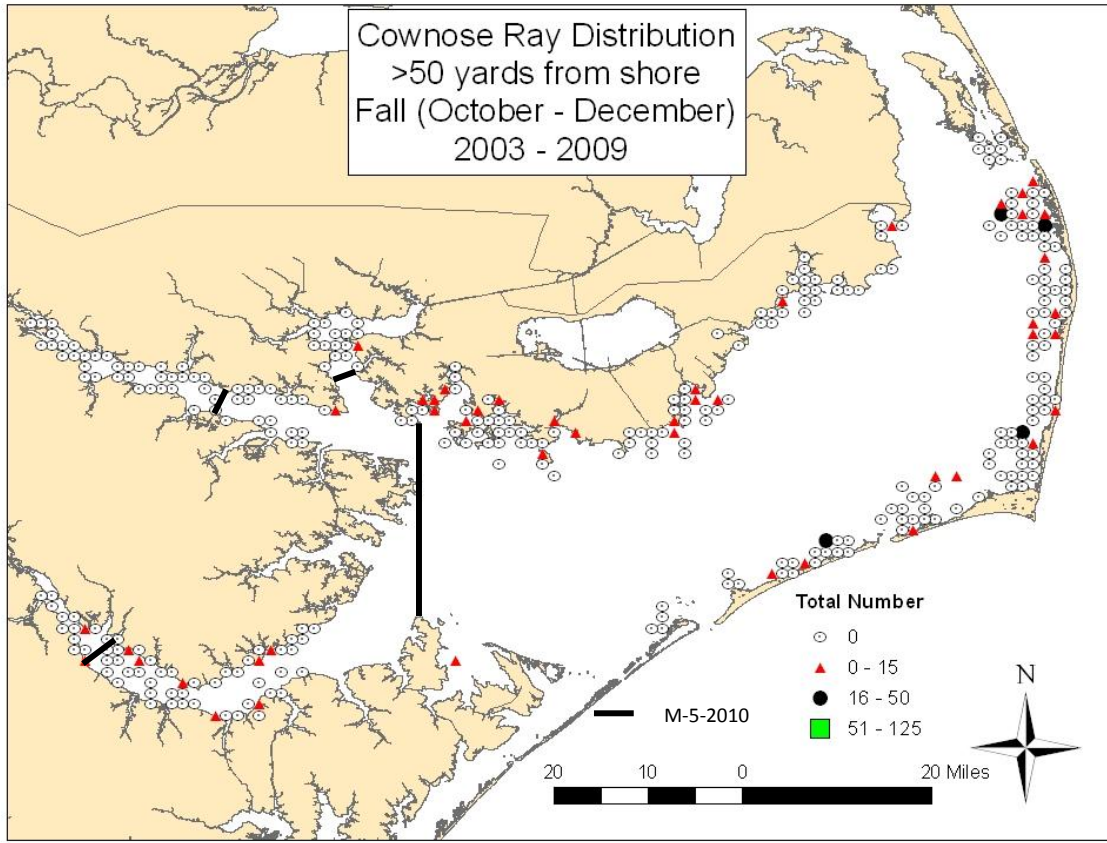 Cownose Ray Distribution
>50 yards from shore
Fall (October - December)
2003 - 2009
Total Number
0
0 - 15
16 - 50
51 - 125
M-5-2010
N
20 10 0 20 Miles